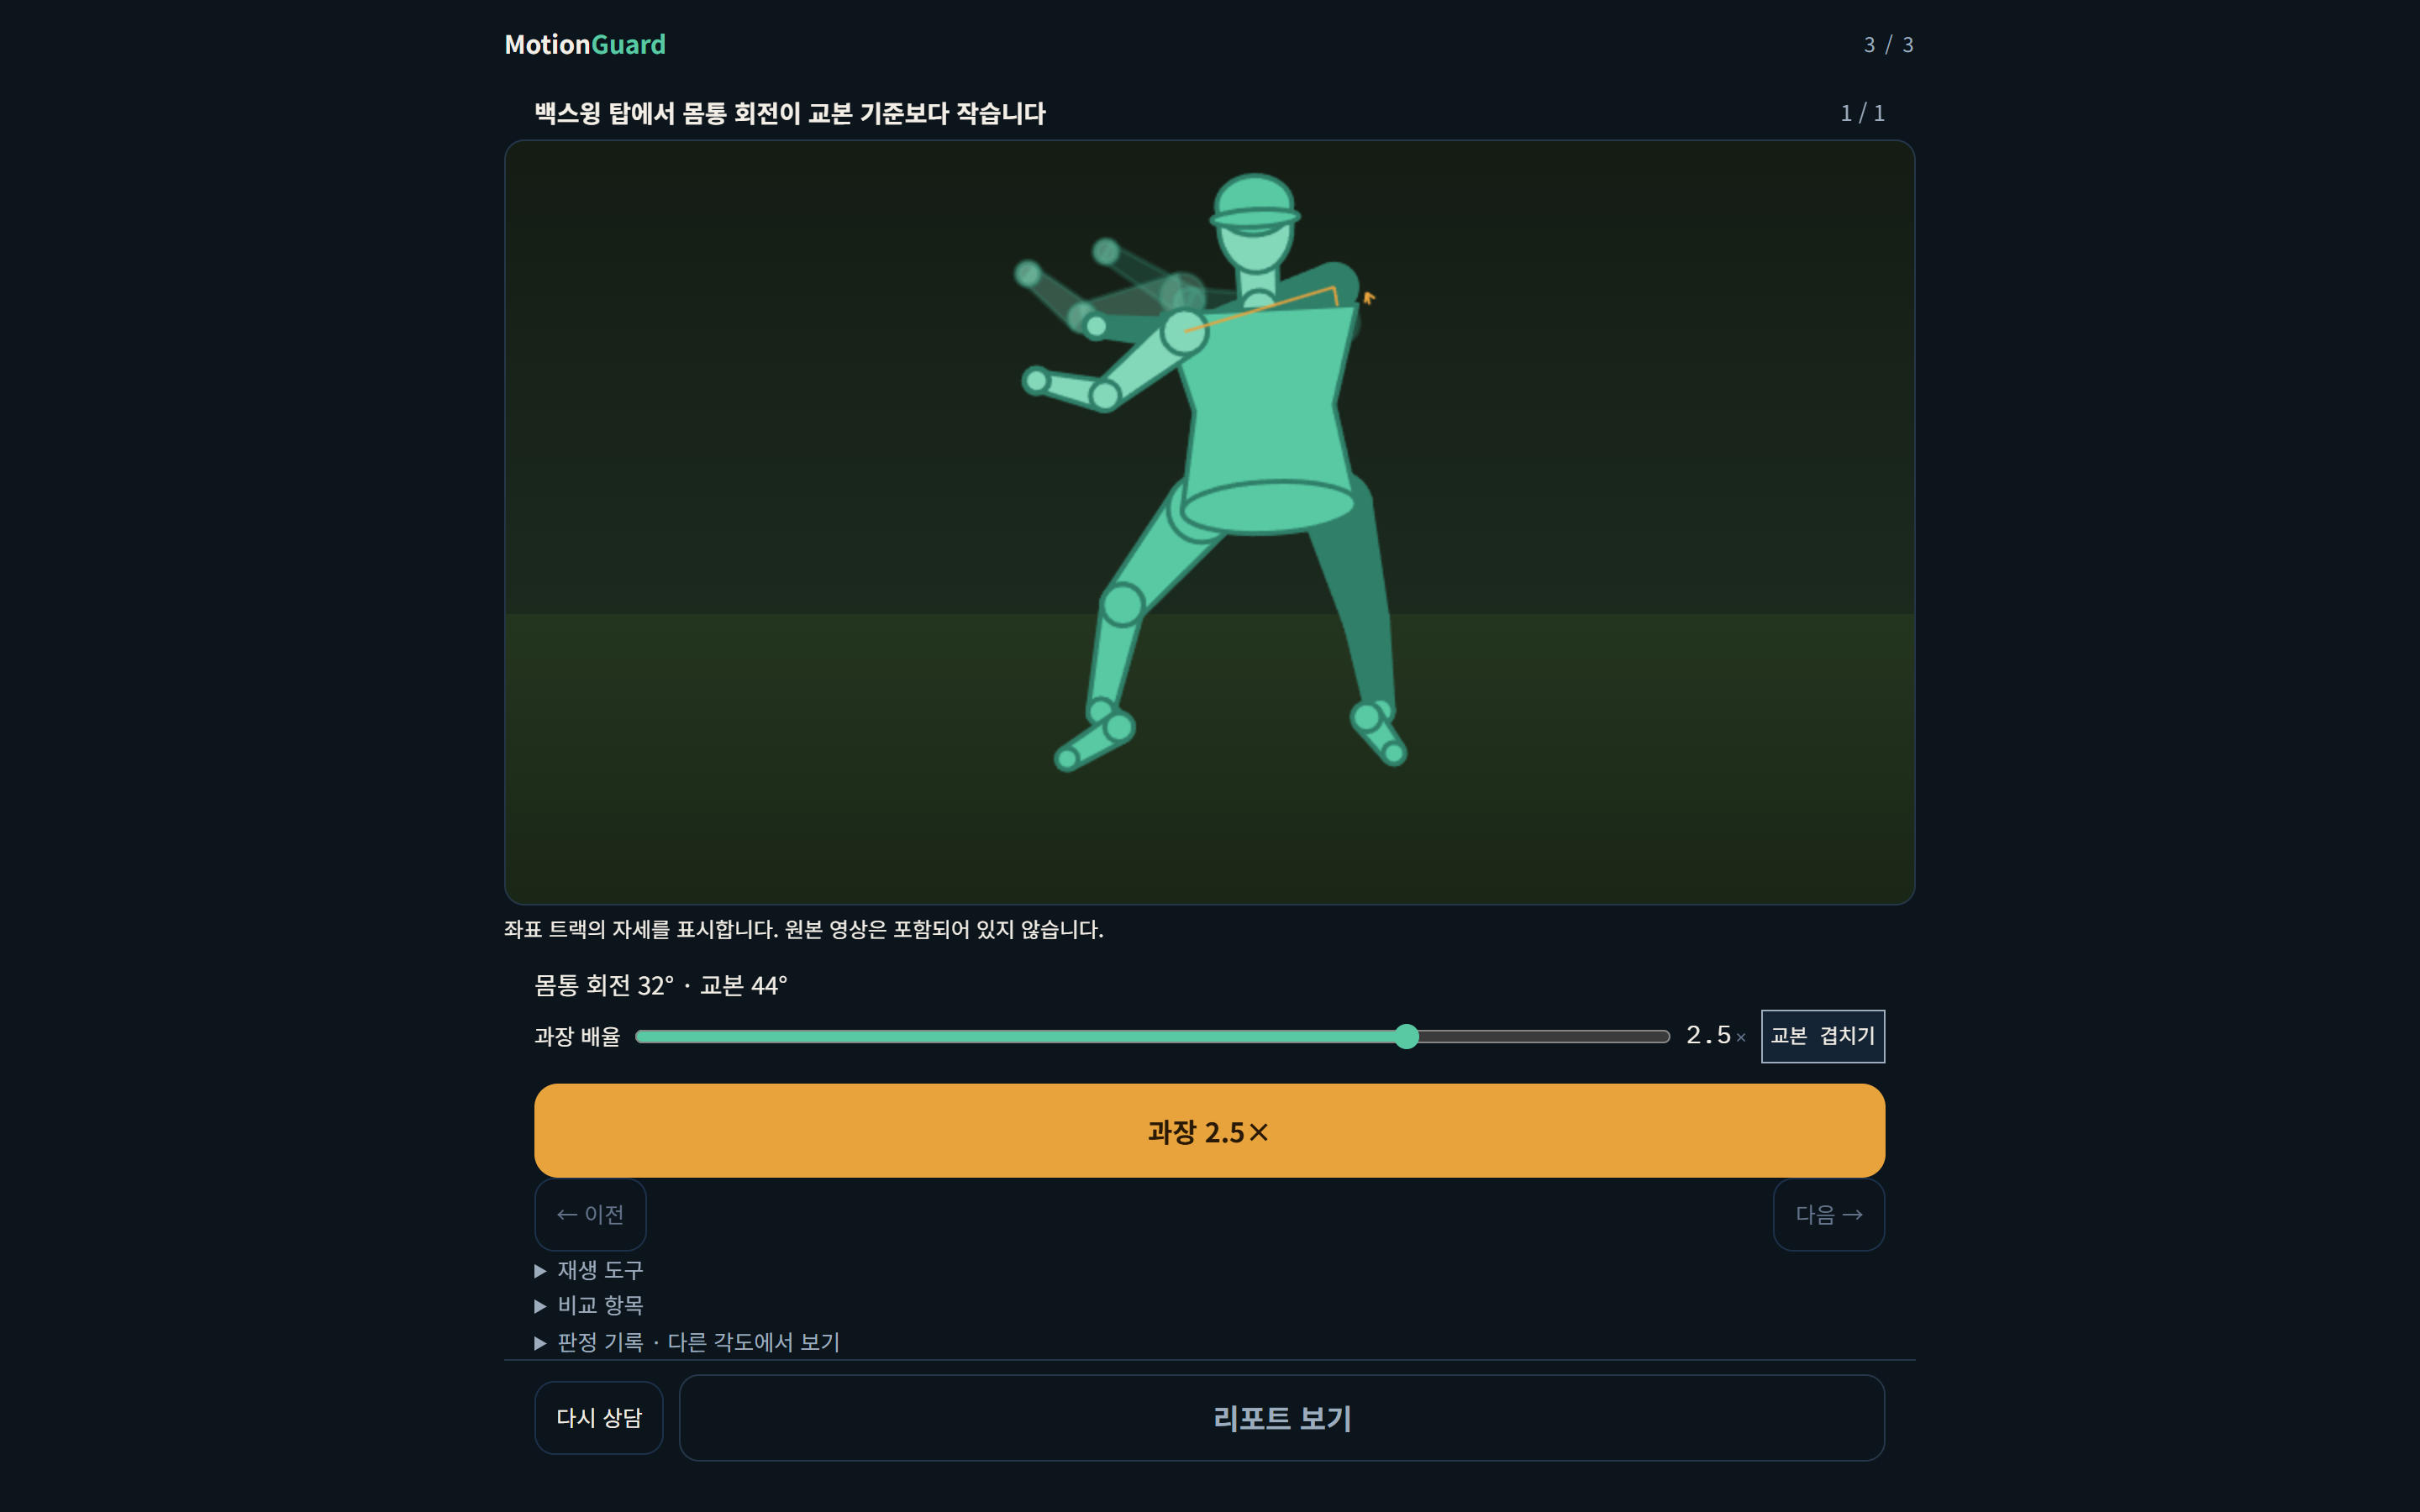 MotionGuard
3 / 3
백스윙 탑에서 몸통 회전이 교본 기준보다 작습니다
1 / 1
좌표 트랙의 자세를 표시합니다. 원본 영상은 포함되어 있지 않습니다.
몸통 회전 32° · 교본 44°
과장 배율
2.5×
교본 겹치기
과장 2.5×
← 이전
다음 →
▶ 재생 도구
▶ 비교 항목
▶ 판정 기록 · 다른 각도에서 보기
다시 상담
리포트 보기